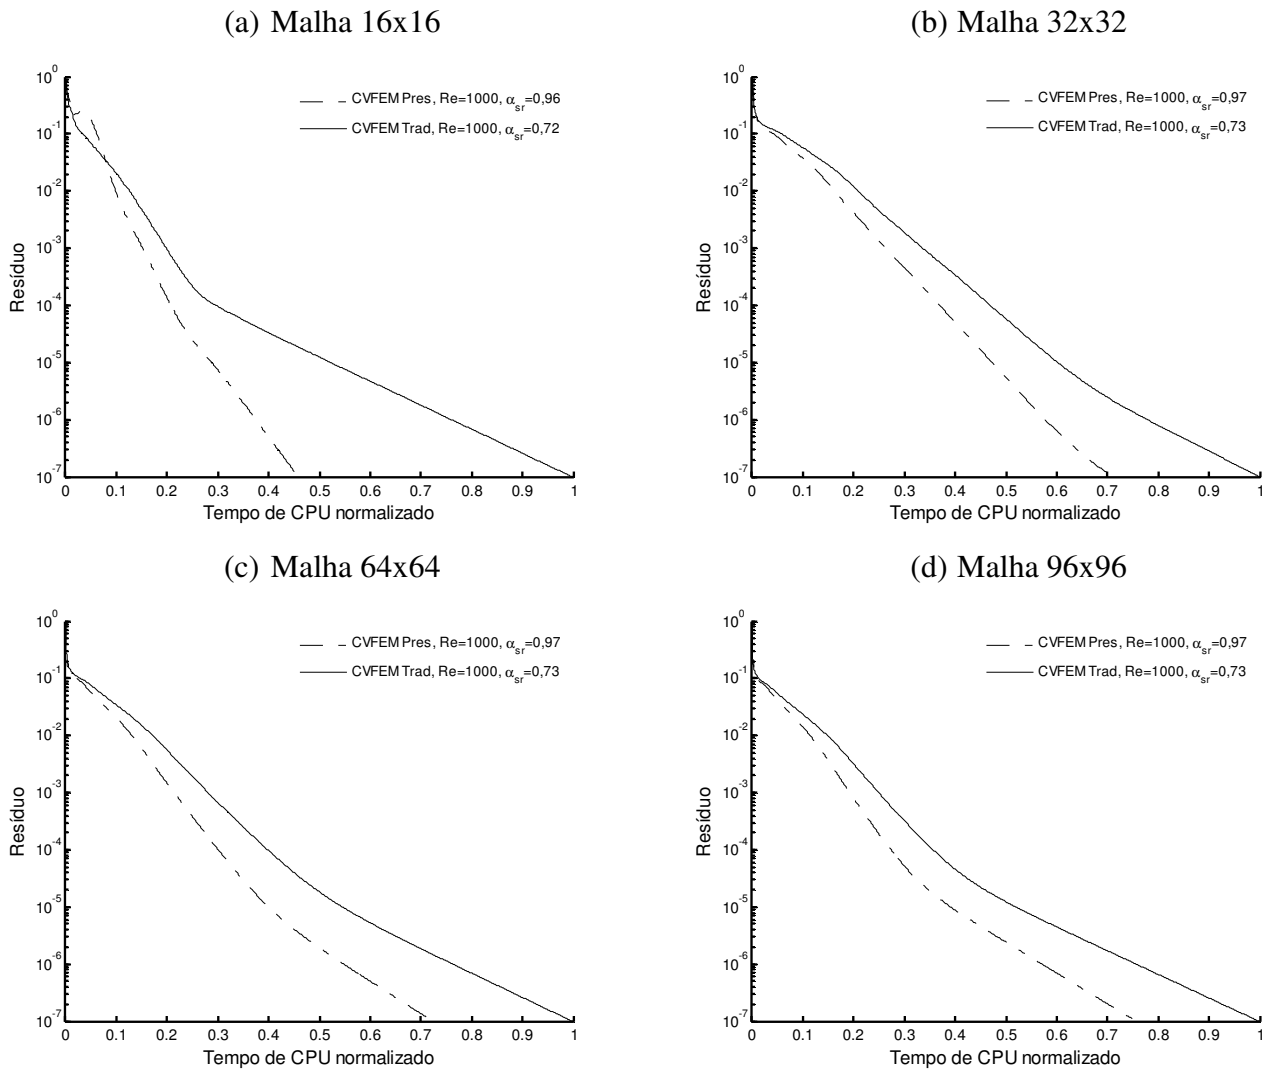 (a) Malha 16x16
10^0
10^-1
10^-2
10^-3
10^-4
10^-5
10^-6
10^-7
Resíduo
CVFEM Pres, Re=1000, α_sr=0,96
CVFEM Trad, Re=1000, α_sr=0,72
0 0.1 0.2 0.3 0.4 0.5 0.6 0.7 0.8 0.9 1
Tempo de CPU normalizado
(b) Malha 32x32
10^0
10^-1
10^-2
10^-3
10^-4
10^-5
10^-6
10^-7
Resíduo
CVFEM Pres, Re=1000, α_sr=0,97
CVFEM Trad, Re=1000, α_sr=0,73
0 0.1 0.2 0.3 0.4 0.5 0.6 0.7 0.8 0.9 1
Tempo de CPU normalizado
(c) Malha 64x64
10^0
10^-1
10^-2
10^-3
10^-4
10^-5
10^-6
10^-7
Resíduo
CVFEM Pres, Re=1000, α_sr=0,97
CVFEM Trad, Re=1000, α_sr=0,73
0 0.1 0.2 0.3 0.4 0.5 0.6 0.7 0.8 0.9 1
Tempo de CPU normalizado
(d) Malha 96x96
10^0
10^-1
10^-2
10^-3
10^-4
10^-5
10^-6
10^-7
Resíduo
CVFEM Pres, Re=1000, α_sr=0,97
CVFEM Trad, Re=1000, α_sr=0,73
0 0.1 0.2 0.3 0.4 0.5 0.6 0.7 0.8 0.9 1
Tempo de CPU normalizado